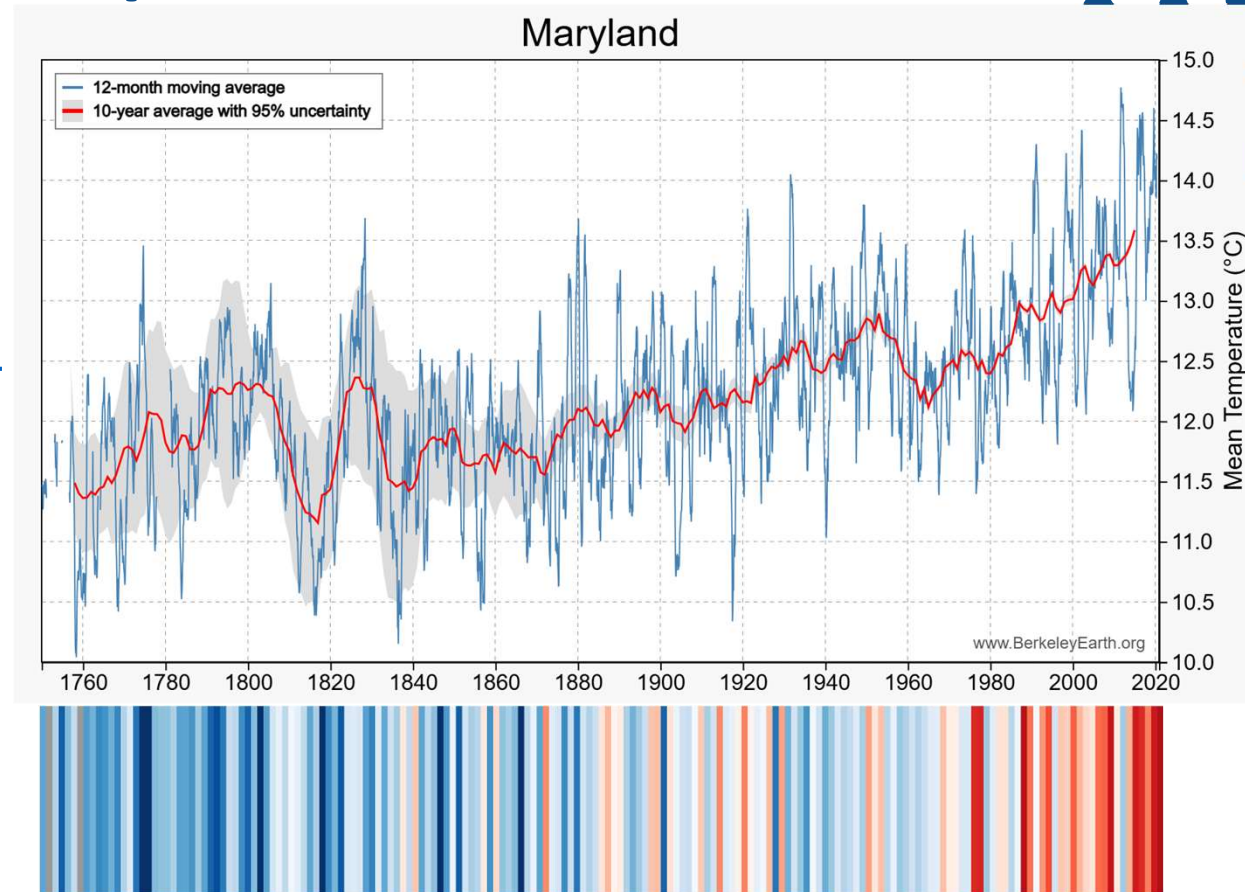 Maryland
12-month moving average
10-year average with 95% uncertainty
15.0
14.5
14.0
13.5
13.0
12.5
12.0
11.5
11.0
10.5
10.0
Mean Temperature (°C)
www.BerkeleyEarth.org
1760 1780 1800 1820 1840 1860 1880 1900 1920 1940 1960 1980 2000 2020